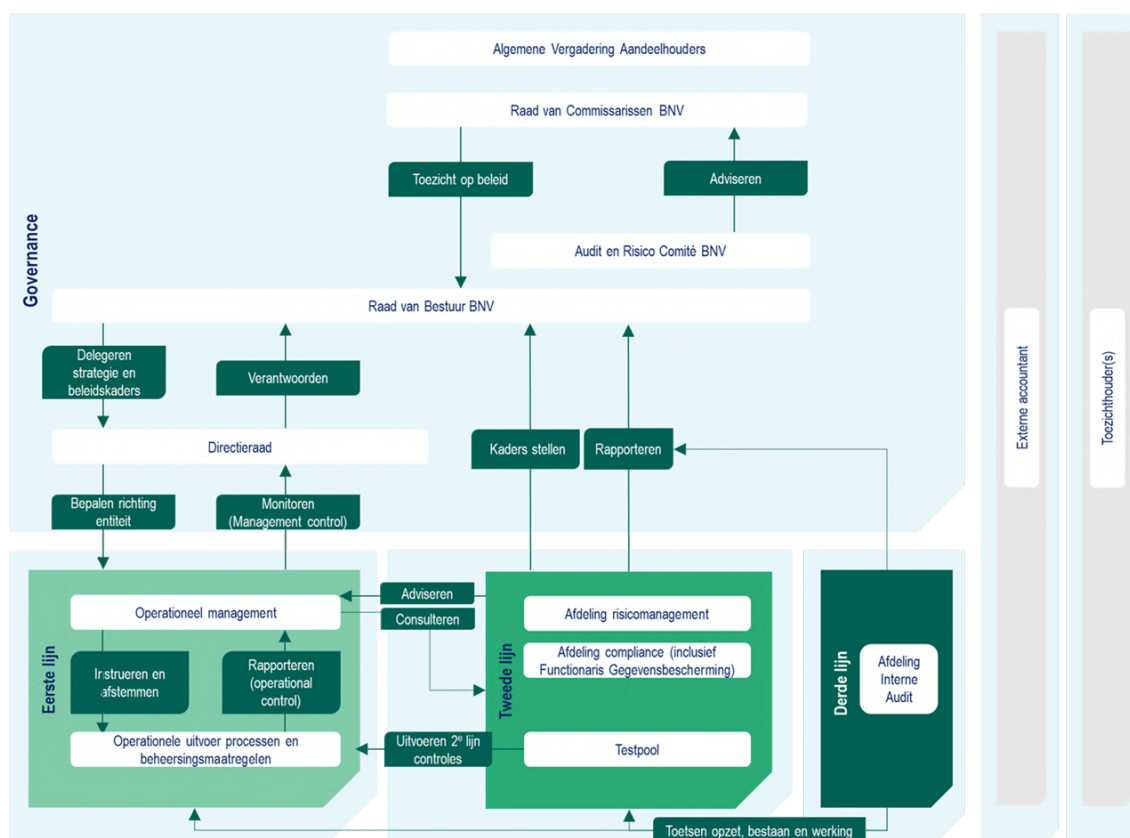 Algemene Vergadering Aandeelhouders
Raad van Commissarissen BNV
Toezicht op beleid
Adviseren
Audit en Risico Comité BNV
Governance
Raad van Bestuur BNV
Delegeren
strategie en
beleidskaders
Verantwoorden
Directieraad
Kaders stellen
Rapporteren
Bepalen richting
entiteit
Monitoren
(Management control)
Eerste lijn
Operationeel management
Instrueren en
afstemmen
Rapporteren
(operational
control)
Operationele uitvoer processen en
beheersingsmaatregelen
Adviseren
Consulteren
Uitvoeren 2e lijn
controles
Tweede lijn
Afdeling risicomanagement
Afdeling compliance (inclusief
Functionaris Gegevensbescherming)
Testpool
Derde lijn
Afdeling
Interne
Audit
Toetsen opzet, bestaan en werking
Externe accountant
Toezichthouder(s)